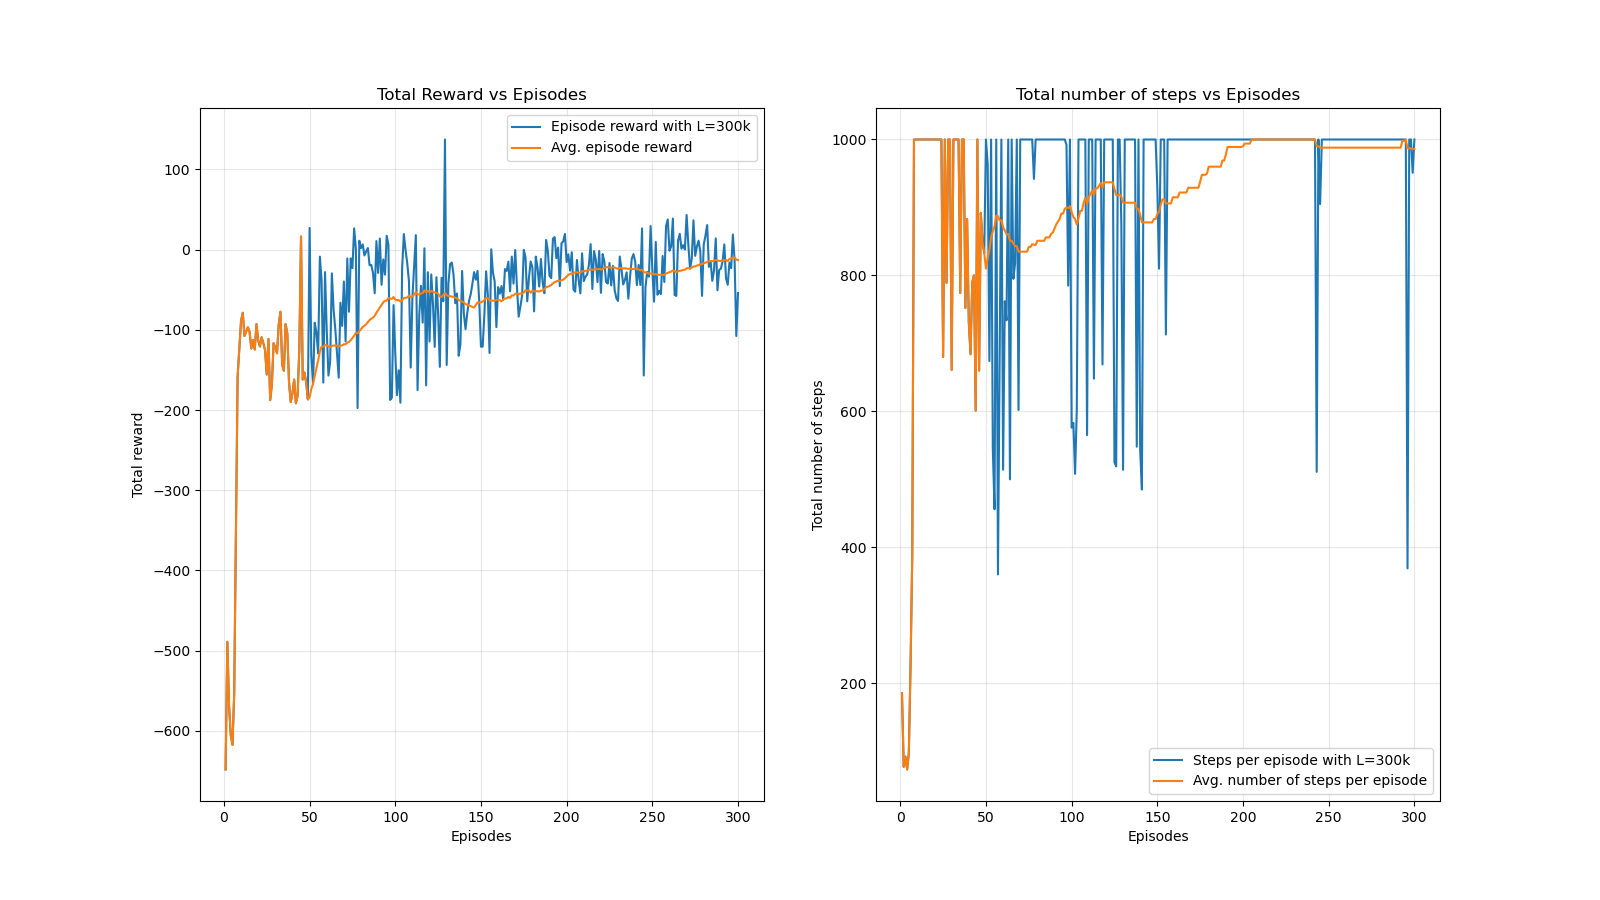 Total Reward vs Episodes
Episode reward with L=300k
Avg. episode reward
100
0
−100
−200
−300
−400
−500
−600
Total reward
0
50
100
150
200
250
300
Episodes
Total number of steps vs Episodes
1000
800
600
400
200
Total number of steps
Steps per episode with L=300k
Avg. number of steps per episode
0
50
100
150
200
250
300
Episodes